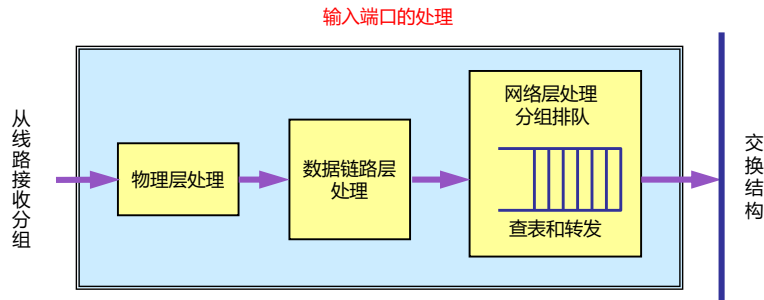 输入端口的处理
从线路接收分组
物理层处理
数据链路层
处理
网络层处理
分组排队
查表和转发
交换结构